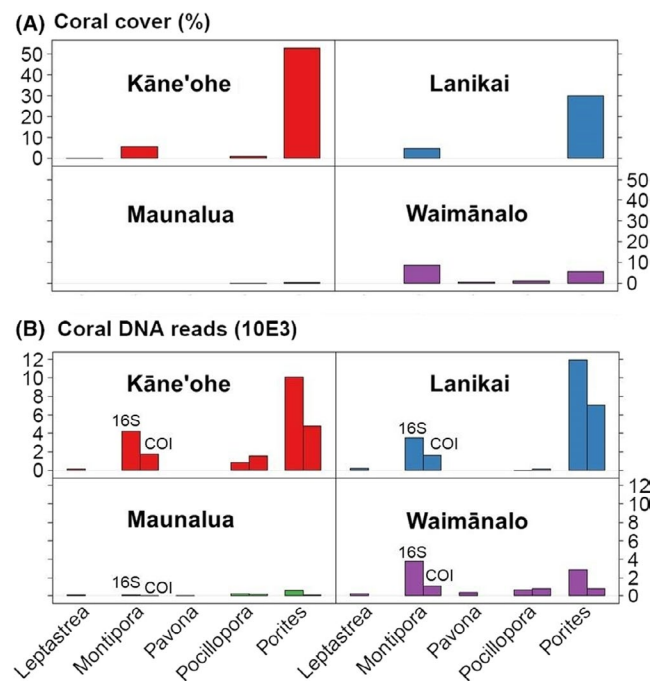 (A) Coral cover (%)
50
40
30
20
10
0
Kāne'ohe
Lanikai
Maunalua
Waimānalo
50
40
30
20
10
0
(B) Coral DNA reads (10E3)
12
10
8
6
4
2
0
Kāne'ohe
16S
COI
Lanikai
16S
COI
Maunalua
16S
COI
Waimānalo
16S
COI
12
10
8
6
4
2
0
Leptastrea
Montipora
Pavona
Pocillopora
Porites
Leptastrea
Montipora
Pavona
Pocillopora
Porites